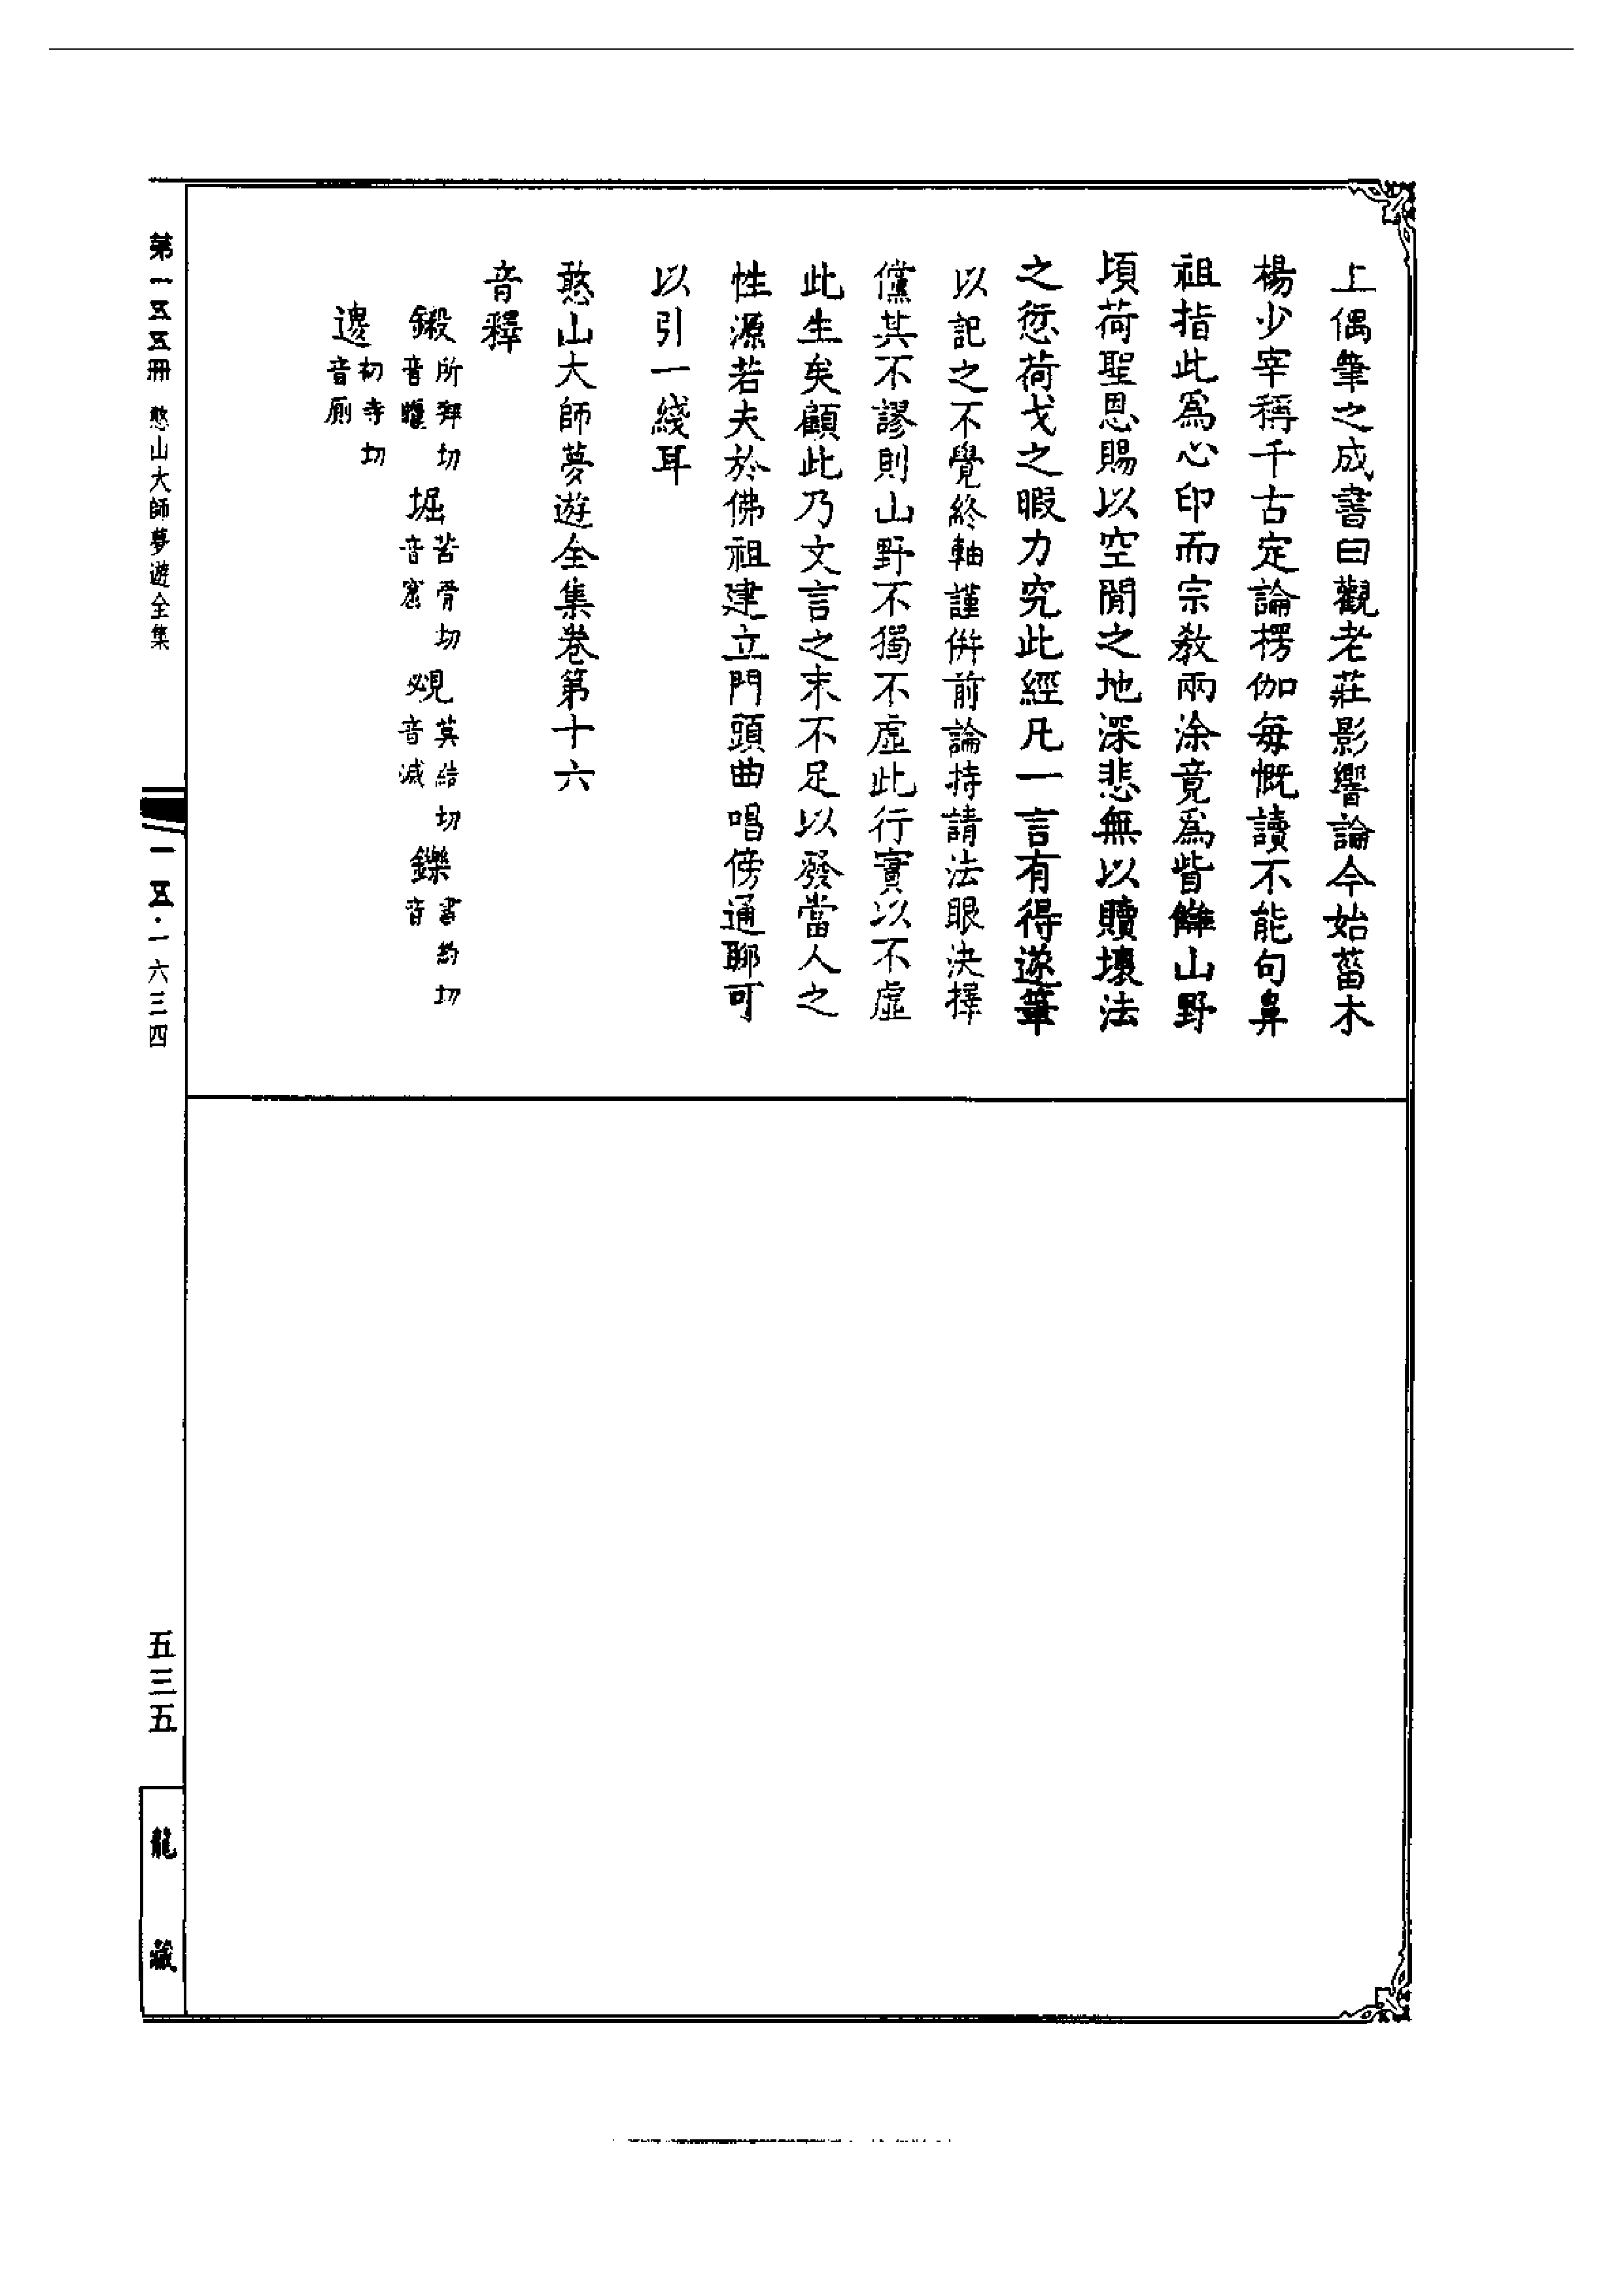 上偶筆之成書曰觀老莊影響論今始菑木
楊少宰稱千古定論楞伽每慨讀不能句鼻
祖指此爲心印而宗教兩涂竟爲皆雠山野
頃荷聖恩賜以空閒之地深悲無以贖壞法
之愆荷戈之暇力究此經凡一言有得遂筆
以記之不覺終軸謹併前論持請法眼決擇
儻其不謬則山野不獨不虛此行實以不虛
此生矣顧此乃文言之末不足以發當人之
性源若夫於佛祖建立門頭曲唱傍通聊可
以引一綫耳
憨山大師夢遊全集卷第十六
音釋
鎩所拜切音 堀苦骨切音窟 覕莫結切音滅 鑠書約切音
邊初寺切音廁
第一五五冊 憨山大師夢遊全集 一五·一六三四 五三五 龍藏